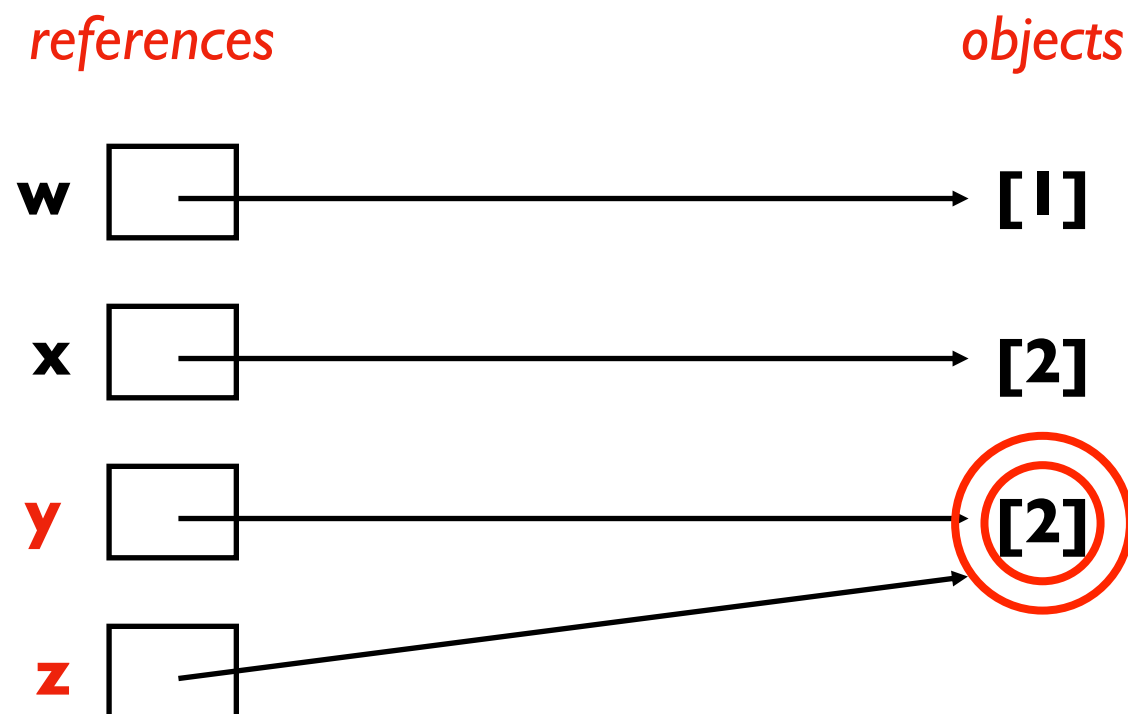 references objects
w [1]
x [2]
y [2]
z